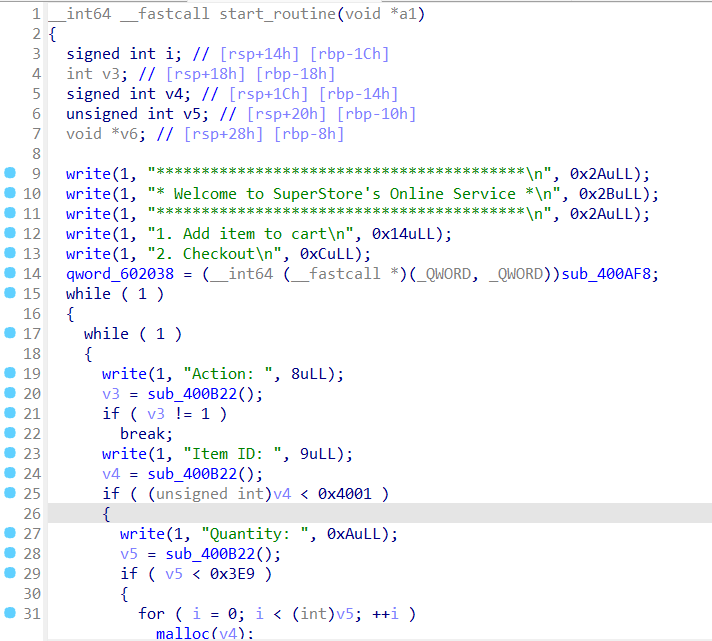 1 __int64 __fastcall start_routine(void *a1)
2 {
3 signed int i; // [rsp+14h] [rbp-1Ch]
4 int v3; // [rsp+18h] [rbp-18h]
5 signed int v4; // [rsp+1Ch] [rbp-14h]
6 unsigned int v5; // [rsp+20h] [rbp-10h]
7 void *v6; // [rsp+28h] [rbp-8h]
8
9 write(1, "*****************************************\n", 0x2AuLL);
10 write(1, "* Welcome to SuperStore's Online Service *\n", 0x2BuLL);
11 write(1, "*****************************************\n", 0x2AuLL);
12 write(1, "1. Add item to cart\n", 0x14uLL);
13 write(1, "2. Checkout\n", 0xCuLL);
14 qword_602038 = (__int64 (__fastcall *)(_QWORD, _QWORD))sub_400AF8;
15 while ( 1 )
16 {
17 while ( 1 )
18 {
19 write(1, "Action: ", 8uLL);
20 v3 = sub_400B22();
21 if ( v3 != 1 )
22 break;
23 write(1, "Item ID: ", 9uLL);
24 v4 = sub_400B22();
25 if ( (unsigned int)v4 < 0x4001 )
26 {
27 write(1, "Quantity: ", 0xAuLL);
28 v5 = sub_400B22();
29 if ( v5 < 0x3E9 )
30 {
31 for ( i = 0; i < (int)v5; ++i )
malloc(v4);